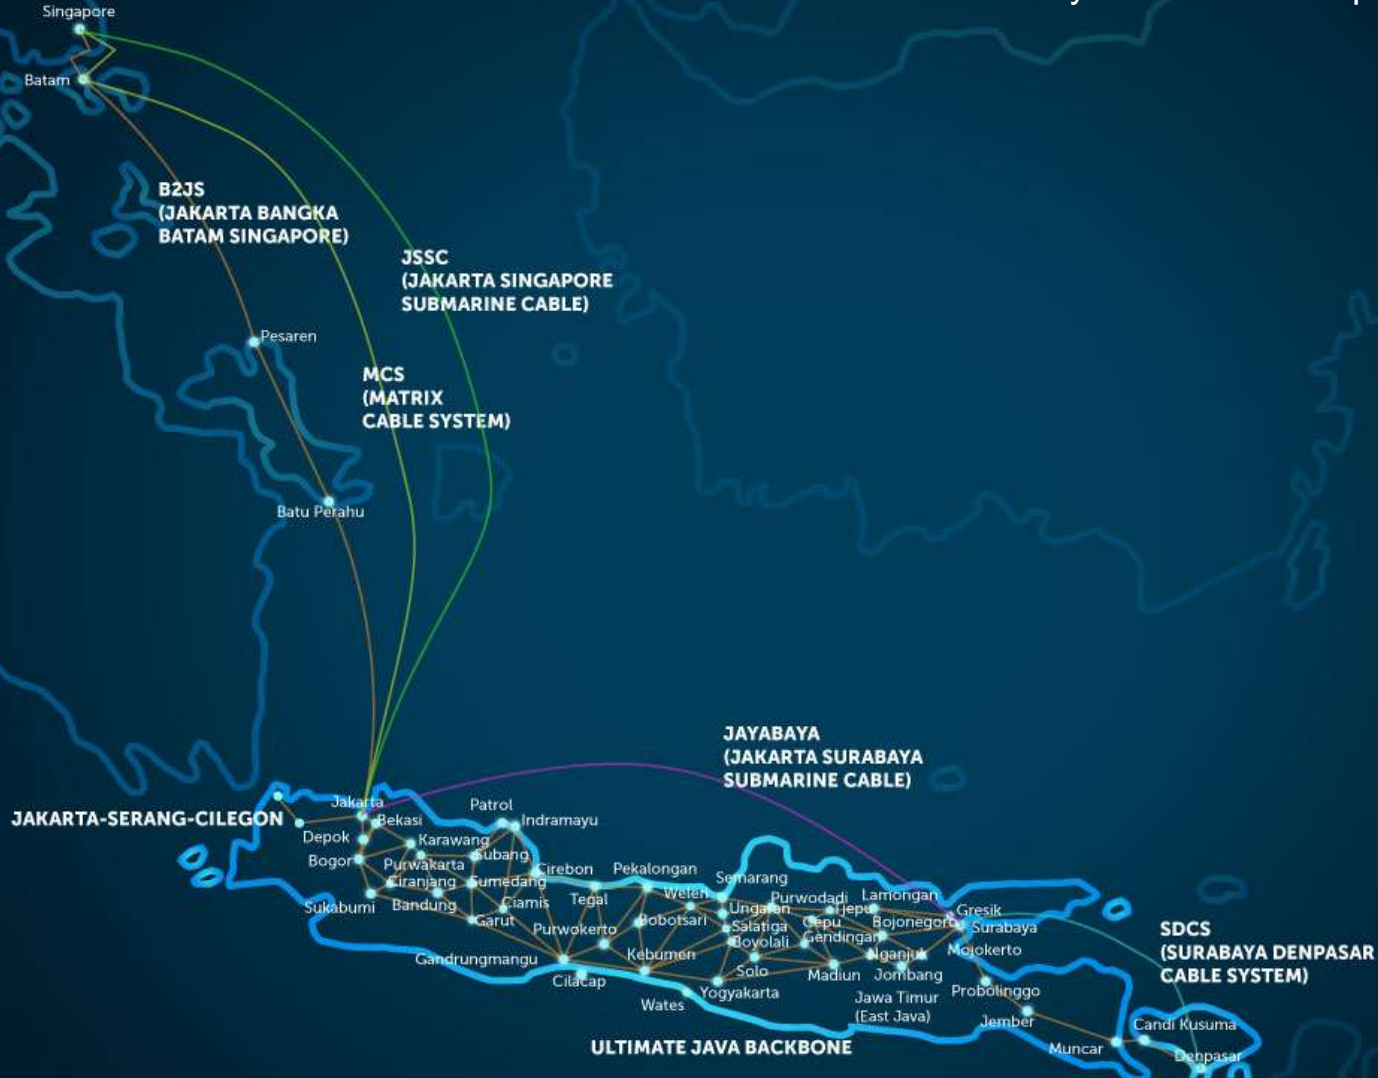 Singapore
Batam
B2JS
(JAKARTA BANGKA
BATAM SINGAPORE)
JSSC
(JAKARTA SINGAPORE
SUBMARINE CABLE)
Pesaren
MCS
(MATRIX
CABLE SYSTEM)
Batu Perahu
JAYABAYA
(JAKARTA SURABAYA
SUBMARINE CABLE)
JAKARTA-SERANG-CILEGON
Jakarta
Bekasi
Depok
Bogor
Karawang
Purwakarta
Patrol
Indramayu
Subang
Ciranjang
Sumedang
Cirebon
Pekalongan
Sukabumi
Bandung
Ciamis
Garut
Tegal
Weleri
Semarang
Purwodadi
Lamongan
Gresik
Ungaran
Jepu
Cepu
Bojonegoro
Surabaya
Purwokerto
Bobotsari
Salatiga
Boyolali
Gendingan
Mojokerto
Gandrungmangu
Kebumen
Nganjuk
Cilacap
Solo
Madiun
Jombang
Wates
Yogyakarta
Jawa Timur
(East Java)
Probolinggo
Jember
SDCS
(SURABAYA DENPASAR
CABLE SYSTEM)
Candi Kusuma
Muncar
Denpasar
ULTIMATE JAVA BACKBONE